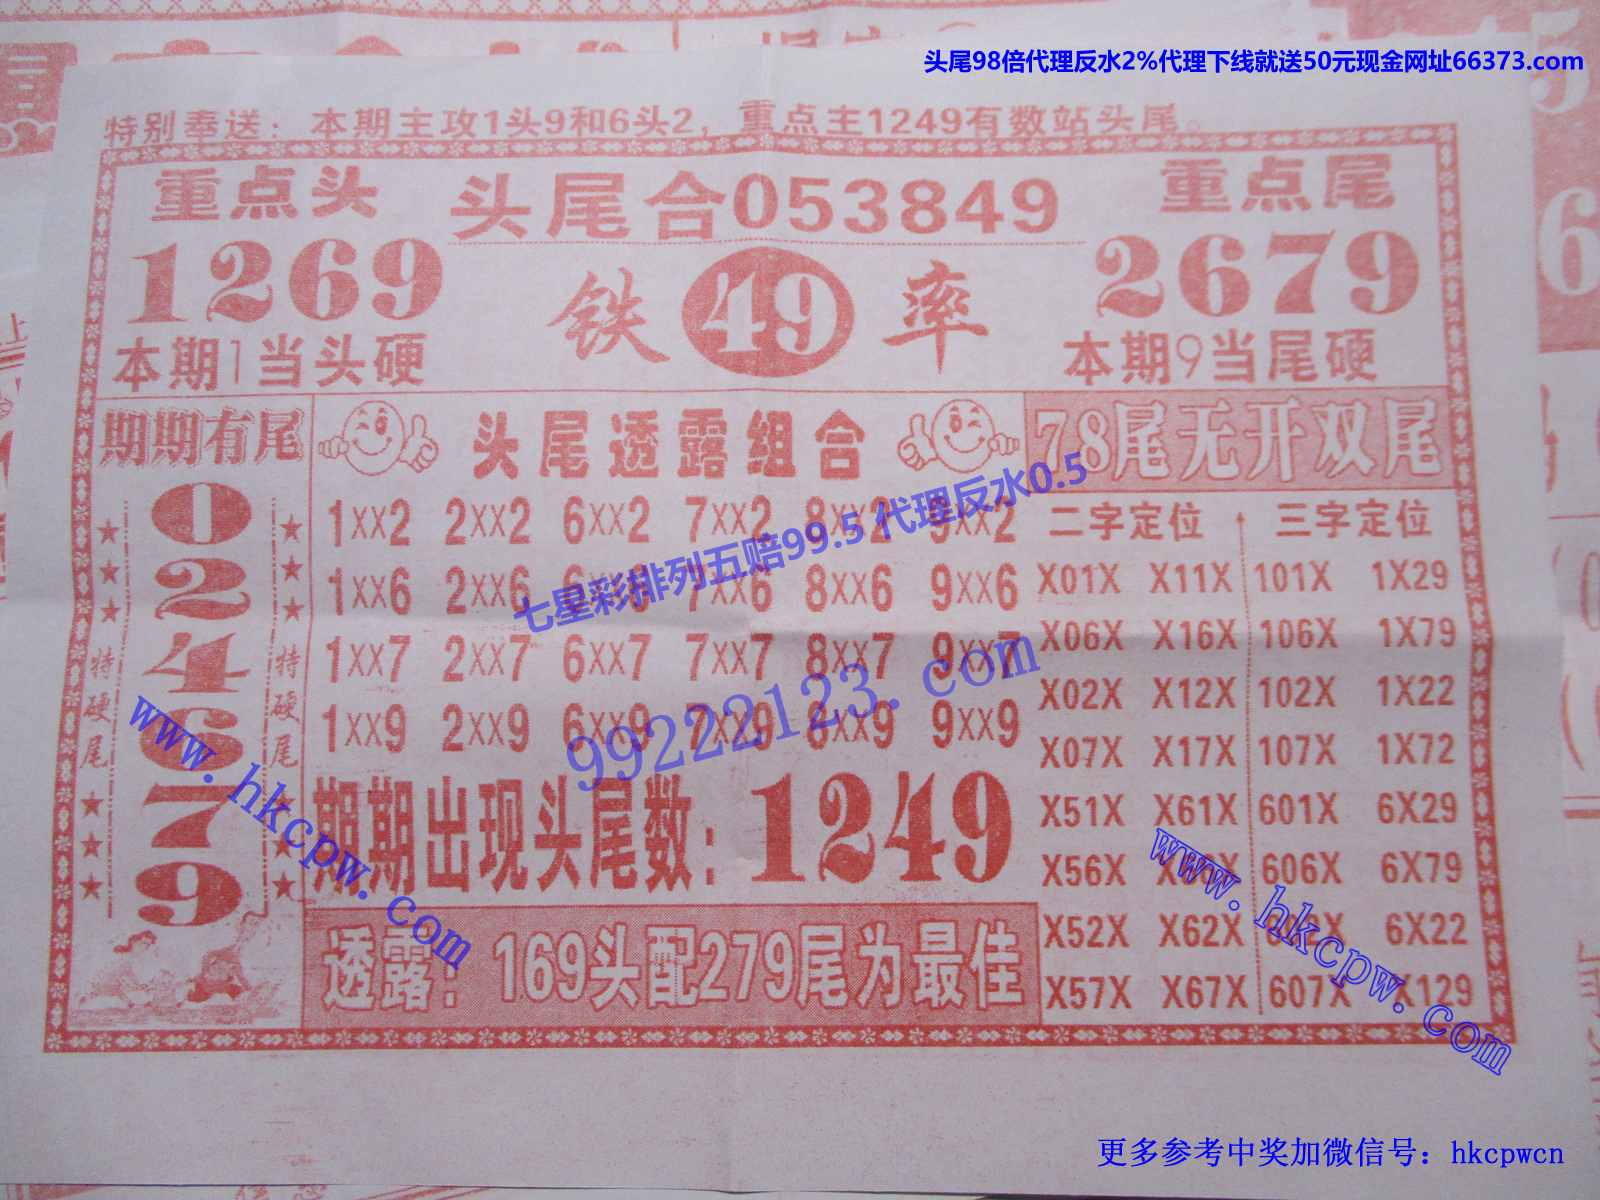 头尾98倍代理反水2%代理下线就送50元现金网址66373.com
特别奉送：本期主攻1头9和6头2，重点主1249有数站头尾。
重点头
1269
本期1当头硬
头尾合053849
铁 49 率
重点尾
2679
本期9当尾硬
期期有尾
0
2
4
6
7
9
特硬尾
特硬尾
头尾透露组合
1XX2 2XX2 6XX2 7XX2 8XX2 9XX2
1XX6 2XX6 6XX6 7XX6 8XX6 9XX6
1XX7 2XX7 6XX7 7XX7 8XX7 9XX7
1XX9 2XX9 6XX9 7XX9 8XX9 9XX9
期期出现头尾数：1249
透露：169头配279尾为最佳
78尾无开双尾
二字定位 三字定位
X01X X11X 101X 1X29
X06X X16X 106X 1X79
X02X X12X 102X 1X22
X07X X17X 107X 1X72
X51X X61X 601X 6X29
X56X 606X 6X79
X52X X62X 6X22
X57X X67X 607X X129
七星彩排列五赔99.5 代理反水0.5
99222123.com
www.hkcpw.com
www.hkcpw.com
更多参考中奖加微信号：hkcpwcn